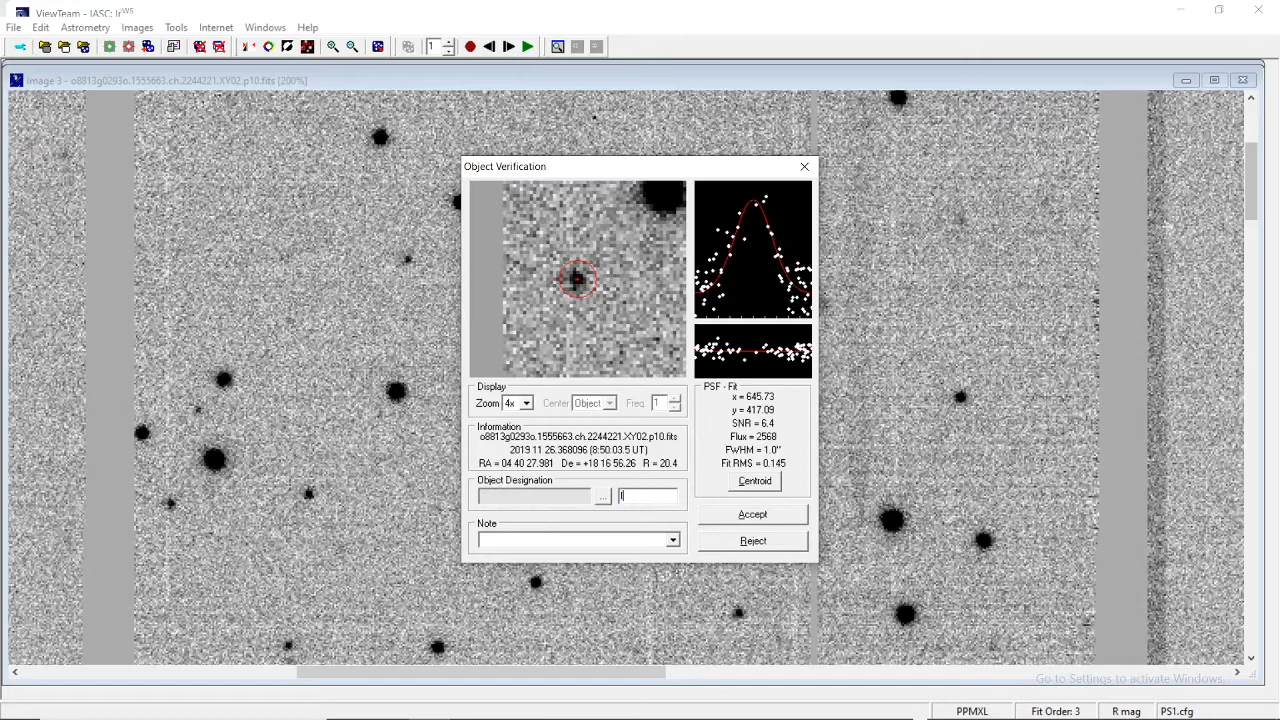 ViewTeam - IASC: Ir
File Edit Astrometry Images Tools Internet Windows Help
1
Image 3 - o8813g0293o.1555663.ch.2244221.XY02.p10.fits [200%]
Object Verification
Display
Zoom 4x Center Object Freq. 1
Information
o8813g0293o.1555663.ch.2244221.XY02.p10.fits
2019 11 26.368096 (8:50:03.5 UT)
RA = 04 40 27.981 De = +18 16 56.26 R = 20.4
Object Designation
...
Note
PSF - Fit
x = 645.73
y = 417.09
SNR = 6.4
Flux = 2568
FWHM = 1.0"
Fit RMS = 0.145
Centroid
Accept
Reject
Go to Settings to activate Windows.
PPMXL Fit Order: 3 R mag PS1.cfg